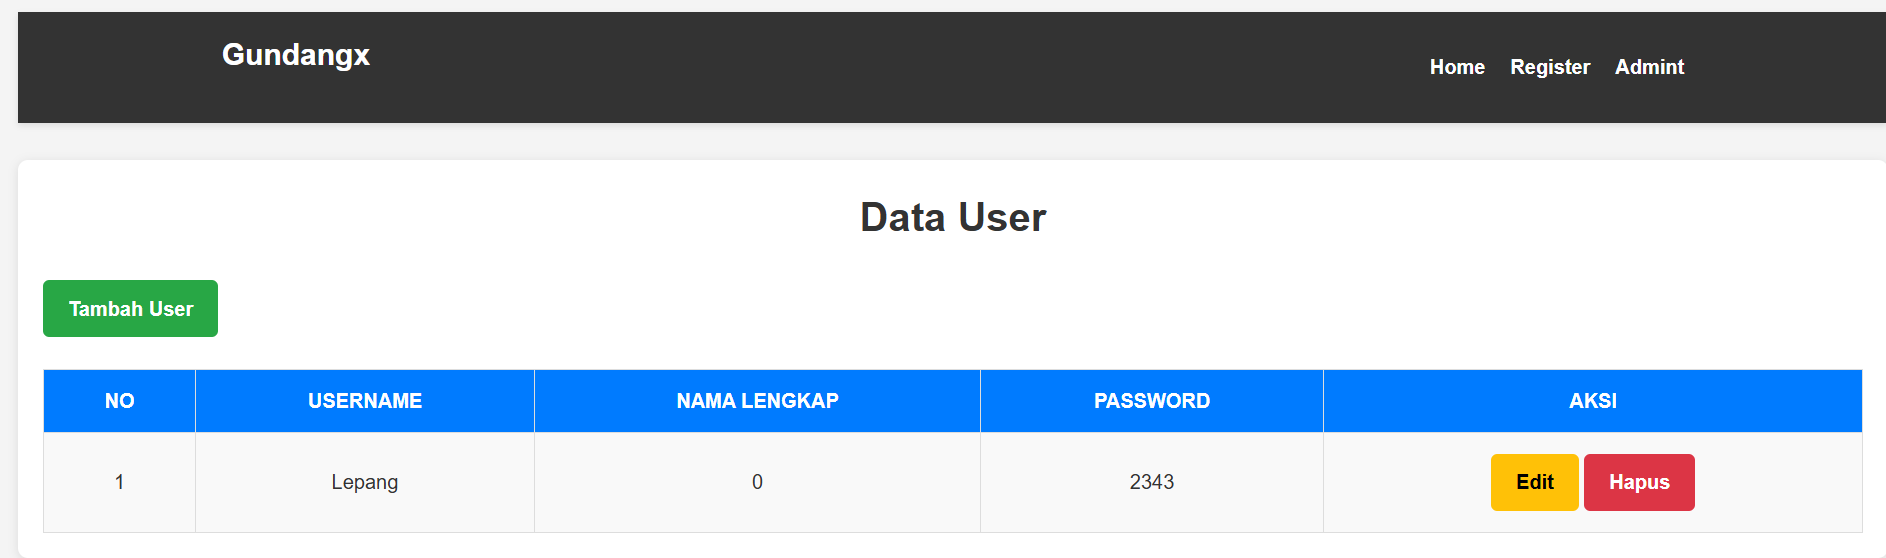 Gundangx
Home Register Admint
Data User
Tambah User
NO USERNAME NAMA LENGKAP PASSWORD AKSI
1 Lepang 0 2343 Edit Hapus